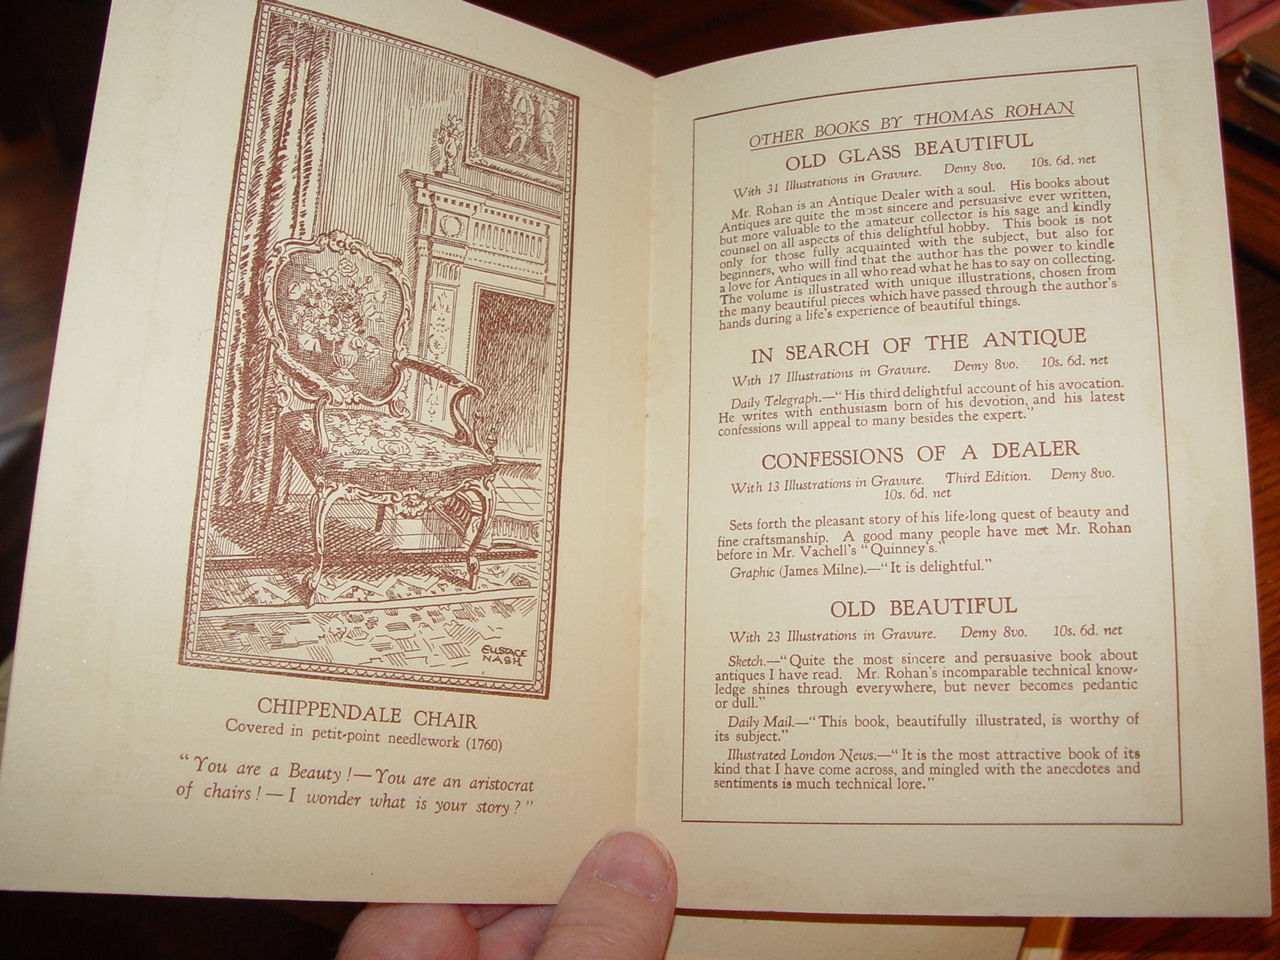 EUSTACE
NASH
CHIPPENDALE CHAIR
Covered in petit-point needlework (1760)
"You are a Beauty!—You are an aristocrat
of chairs!—I wonder what is your story?"
OTHER BOOKS BY THOMAS ROHAN
OLD GLASS BEAUTIFUL
With 31 Illustrations in Gravure. Demy 8vo. 10s. 6d. net
Mr. Rohan is an Antique Dealer with a soul. His books about
Antiques are quite the most sincere and persuasive ever written,
but more valuable to the amateur collector is his sage and kindly
counsel on all aspects of this delightful hobby. This book is not
only for those fully acquainted with the subject, but also for
beginners, who will find that the author has the power to kindle
a love for Antiques in all who read what he has to say on collecting.
The volume is illustrated with unique illustrations, chosen from
the many beautiful pieces which have passed through the author's
hands during a life's experience of beautiful things.
IN SEARCH OF THE ANTIQUE
With 17 Illustrations in Gravure. Demy 8vo. 10s. 6d. net
Daily Telegraph.—"His third delightful account of his avocation.
He writes with enthusiasm born of his devotion, and his latest
confessions will appeal to many besides the expert."
CONFESSIONS OF A DEALER
With 13 Illustrations in Gravure. Third Edition. Demy 8vo.
10s. 6d. net
Sets forth the pleasant story of his life-long quest of beauty and
fine craftsmanship. A good many people have met Mr. Rohan
before in Mr. Vachell's "Quinney's."
Graphic (James Milne).—"It is delightful."
OLD BEAUTIFUL
With 23 Illustrations in Gravure. Demy 8vo. 10s. 6d. net
Sketch.—"Quite the most sincere and persuasive book about
antiques I have read. Mr. Rohan's incomparable technical know-
ledge shines through everywhere, but never becomes pedantic
or dull."
Daily Mail.—"This book, beautifully illustrated, is worthy of
its subject."
Illustrated London News.—"It is the most attractive book of its
kind that I have come across, and mingled with the anecdotes and
sentiments is much technical lore."